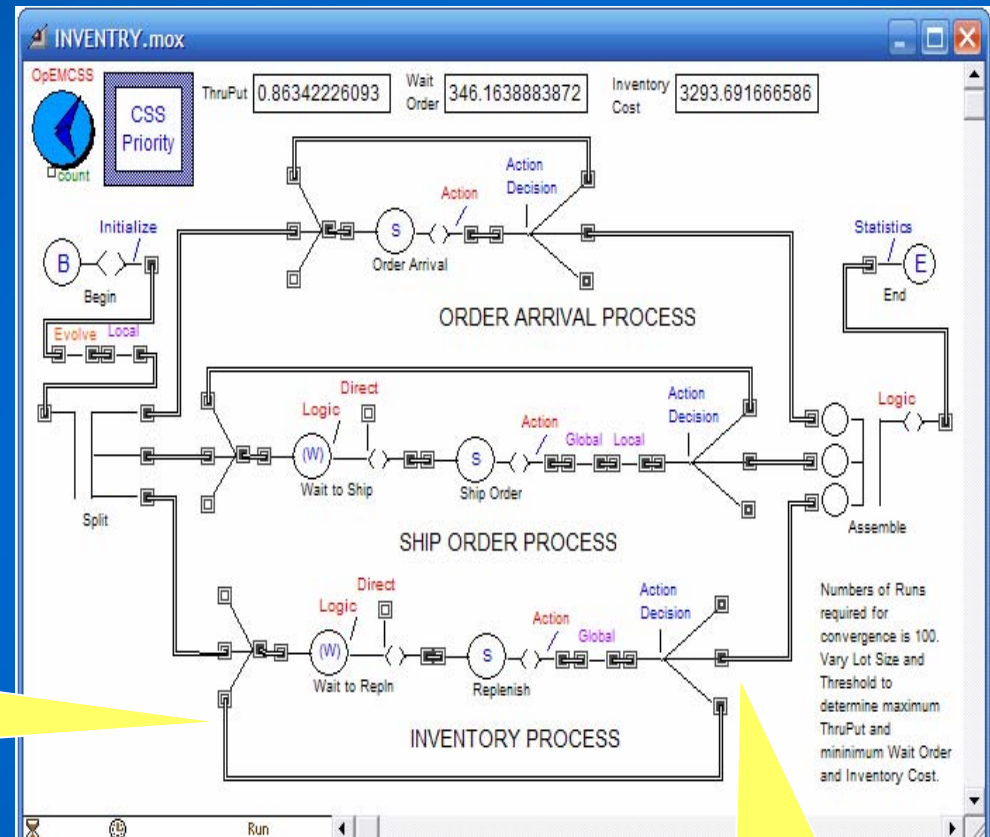 INVENTRY.mox
OpEMCSS
count
CSS
Priority
ThruPut 0.86342226093
Wait
Order 346.1638883872
Inventory
Cost 3293.691666586
Initialize
B
Begin
Evolve Local
Split
Action
S
Order Arrival
Action
Decision
ORDER ARRIVAL PROCESS
Statistics
E
End
Direct
Logic
(W)
Wait to Ship
Action
S
Ship Order
Global Local
Action
Decision
SHIP ORDER PROCESS
Logic
Assemble
Direct
Logic
(W)
Wait to Repln
Action
S
Replenish
Global
Action
Decision
INVENTORY PROCESS
Numbers of Runs
required for
convergence is 100.
Vary Lot Size and
Threshold to
determine maximum
ThruPut and
mininimum Wait Order
and Inventory Cost.
Run